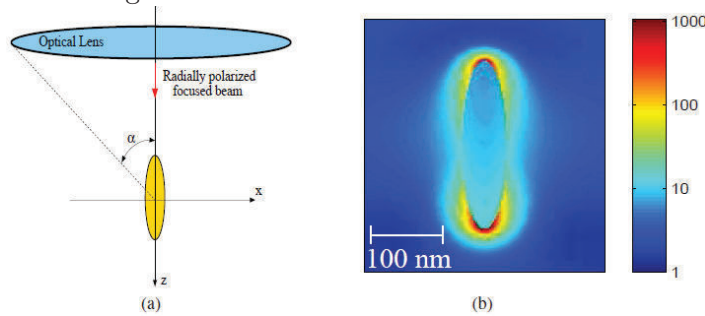 Optical Lens
Radially polarized
focused beam
α
x
z
(a)
1000
100
10
1
100 nm
(b)